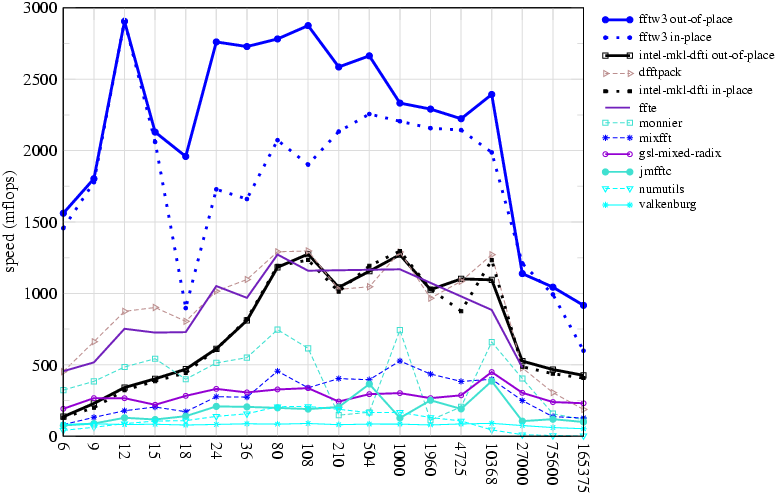 3000
2500
2000
1500
1000
500
0
speed (mflops)
6
9
12
15
18
24
36
80
108
210
504
1000
1960
4725
10368
27000
75600
165375
fftw3 out-of-place
fftw3 in-place
intel-mkl-dfti out-of-place
dfftpack
intel-mkl-dfti in-place
ffte
monnier
mixfft
gsl-mixed-radix
jmfftc
numutils
valkenburg